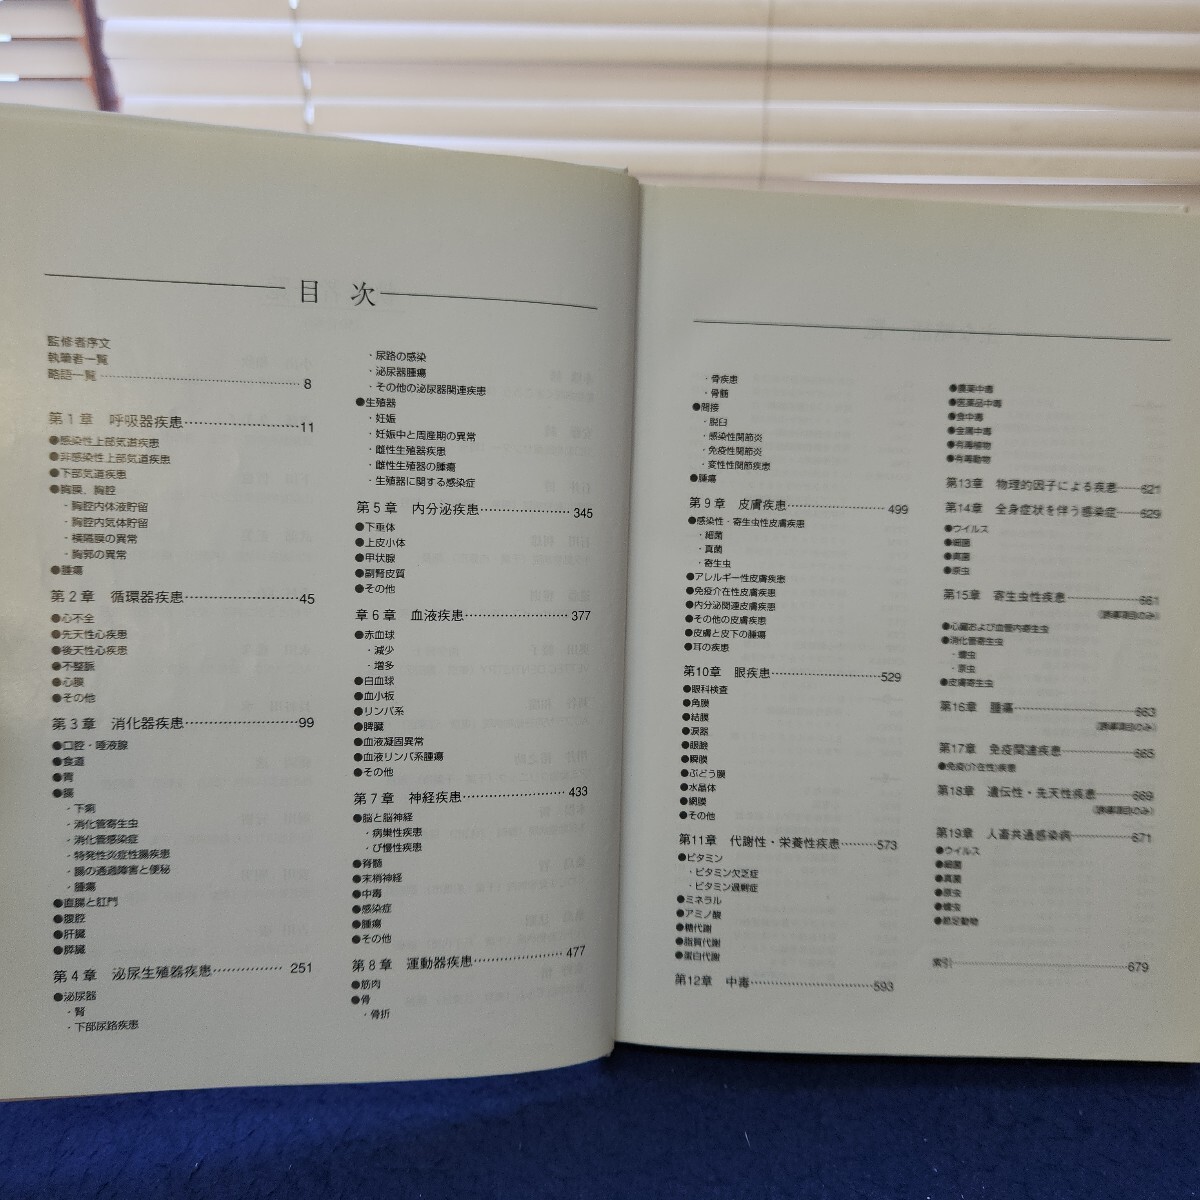 目 次
監修者序文
執筆者一覧
略語一覧……………………………8
第1章 呼吸器疾患……………………11
●感染性上部気道疾患
●非感染性上部気道疾患
●下部気道疾患
●胸膜、胸腔
・胸腔内体液貯留
・胸腔内気体貯留
・横隔膜の異常
・胸郭の異常
●腫瘍
第2章 循環器疾患……………………45
●心不全
●先天性心疾患
●後天性心疾患
●不整脈
●心膜
●その他
第3章 消化器疾患……………………99
●口腔・唾液腺
●食道
●胃
●腸
・下痢
・消化管寄生虫
・消化管感染症
・特発性炎症性腸疾患
・腸の通過障害と便秘
・腫瘍
●直腸と肛門
●腹腔
●肝臓
●膵臓
第4章 泌尿生殖器疾患……………251
●泌尿器
・腎
・下部尿路疾患
・尿路の感染
・泌尿器腫瘍
・その他の泌尿器関連疾患
●生殖器
・妊娠
・妊娠中と周産期の異常
・雌性生殖器疾患
・雌性生殖器の腫瘍
・生殖器に関する感染症
第5章 内分泌疾患…………………345
●下垂体
●上皮小体
●甲状腺
●副腎皮質
●その他
章6章 血液疾患……………………377
●赤血球
・減少
・増多
●白血球
●血小板
●リンパ系
●脾臓
●血液凝固異常
●血液リンパ系腫瘍
●その他
第7章 神経疾患……………………433
●脳と脳神経
・病巣性疾患
・び慢性疾患
●脊髄
●末梢神経
●中毒
●感染症
●腫瘍
●その他
第8章 運動器疾患…………………477
●筋肉
●骨
・骨折
・骨疾患
・骨髄
●関接
・脱臼
・感染性関節炎
・免疫性関節炎
・変性性関節疾患
●腫瘍
第9章 皮膚疾患……………………499
●感染性・寄生虫性皮膚疾患
・細菌
・真菌
・寄生虫
●アレルギー性皮膚疾患
●免疫介在性皮膚疾患
●内分泌関連皮膚疾患
●その他の皮膚疾患
●皮膚と皮下の腫瘍
●耳の疾患
第10章 眼疾患………………………529
●眼科検査
●角膜
●結膜
●涙器
●眼瞼
●瞬膜
●ぶどう膜
●水晶体
●網膜
●その他
第11章 代謝性・栄養性疾患………573
●ビタミン
・ビタミン欠乏症
・ビタミン過剰症
●ミネラル
●アミノ酸
●糖代謝
●脂質代謝
●蛋白代謝
第12章 中毒…………………………593
●農薬中毒
●医薬品中毒
●食中毒
●金属中毒
●有毒植物
●有毒動物
第13章 物理的因子による疾患……621
第14章 全身症状を伴う感染症……629
●ウイルス
●細菌
●真菌
●原虫
第15章 寄生虫性疾患………………661
(誘導項目のみ)
●心臓および血管内寄生虫
●消化管寄生虫
・蠕虫
・原虫
●皮膚寄生虫
第16章 腫瘍…………………………663
(誘導項目のみ)
第17章 免疫関連疾患………………665
●免疫(介在性)疾患
第18章 遺伝性・先天性疾患………669
(誘導項目のみ)
第19章 人畜共通感染病……………671
●ウイルス
●細菌
●真菌
●原虫
●蠕虫
●節足動物
索引……………………………………679